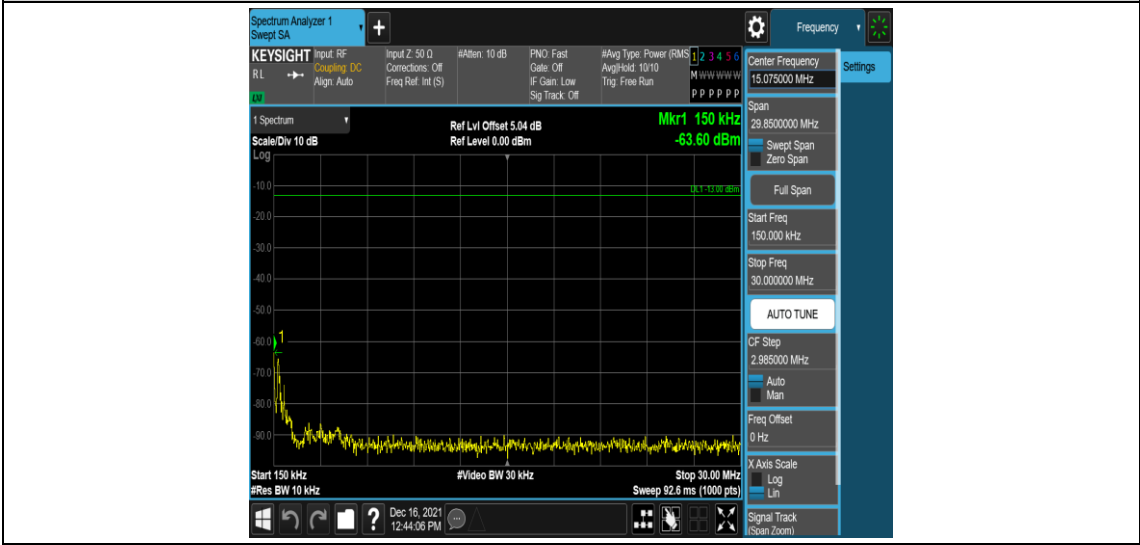 Spectrum Analyzer 1
Swept SA
+
Frequency
KEYSIGHT
RL
LM
Input: RF
Coupling: DC
Align: Auto
Input Z: 50 Ω
Corrections: Off
Freq Ref: Int (S)
#Atten: 10 dB
PNO: Fast
Gate: Off
IF Gain: Low
Sig Track: Off
#Avg Type: Power (RMS
Avg|Hold: 10/10
Trig: Free Run
1 2 3 4 5 6
M W W W W W
P P P P P P
1 Spectrum
Scale/Div 10 dB
Log
Ref Lvl Offset 5.04 dB
Ref Level 0.00 dBm
Mkr1 150 kHz
-63.60 dBm
DL1 -13.00 dBm
-10.0
-20.0
-30.0
-40.0
-50.0
-60.0
-70.0
-80.0
-90.0
1
Start 150 kHz
#Res BW 10 kHz
#Video BW 30 kHz
Stop 30.00 MHz
Sweep 92.6 ms (1000 pts)
?
Dec 16, 2021
12:44:06 PM
Center Frequency
15.075000 MHz
Settings
Span
29.8500000 MHz
Swept Span
Zero Span
Full Span
Start Freq
150.000 kHz
Stop Freq
30.000000 MHz
AUTO TUNE
CF Step
2.985000 MHz
Auto
Man
Freq Offset
0 Hz
X Axis Scale
Log
Lin
Signal Track
(Span Zoom)